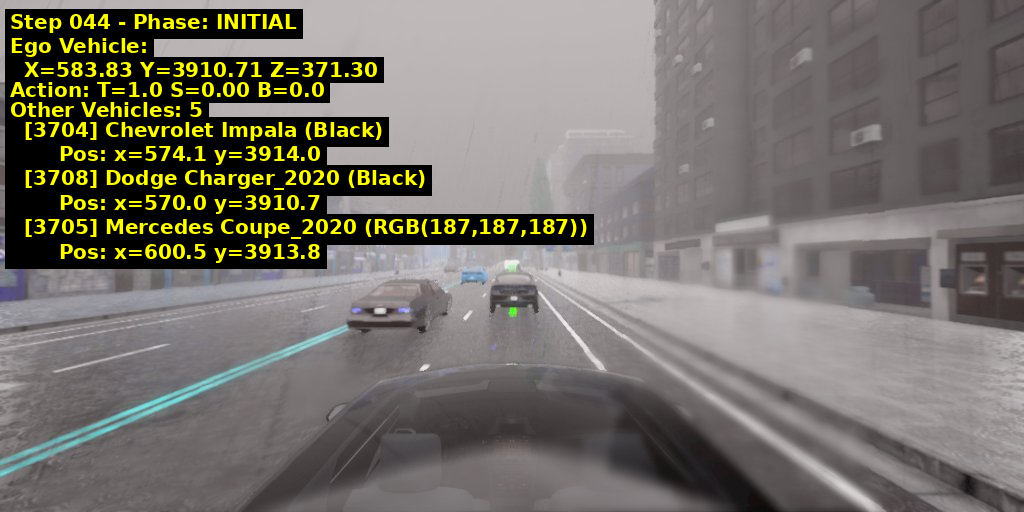 Step 044 - Phase: INITIAL
Ego Vehicle:
X=583.83 Y=3910.71 Z=371.30
Action: T=1.0 S=0.00 B=0.0
Other Vehicles: 5
[3704] Chevrolet Impala (Black)
Pos: x=574.1 y=3914.0
[3708] Dodge Charger_2020 (Black)
Pos: x=570.0 y=3910.7
[3705] Mercedes Coupe_2020 (RGB(187,187,187))
Pos: x=600.5 y=3913.8